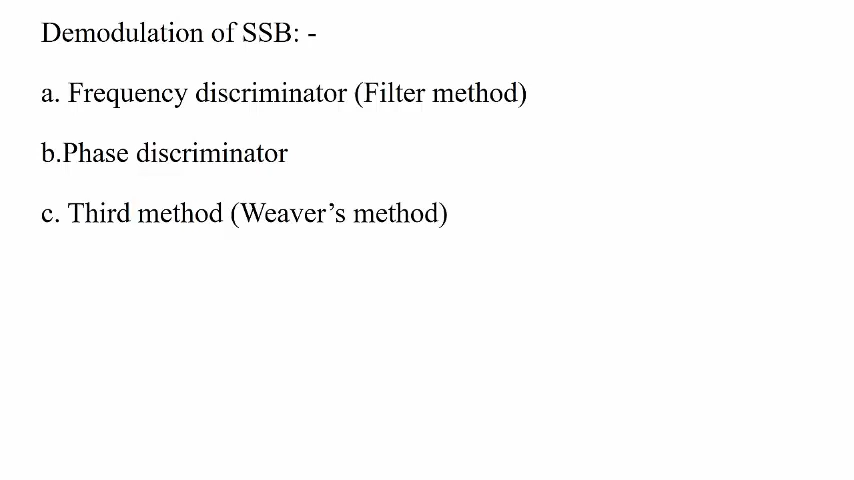 Demodulation of SSB: -
a. Frequency discriminator (Filter method)
b.Phase discriminator
c. Third method (Weaver’s method)